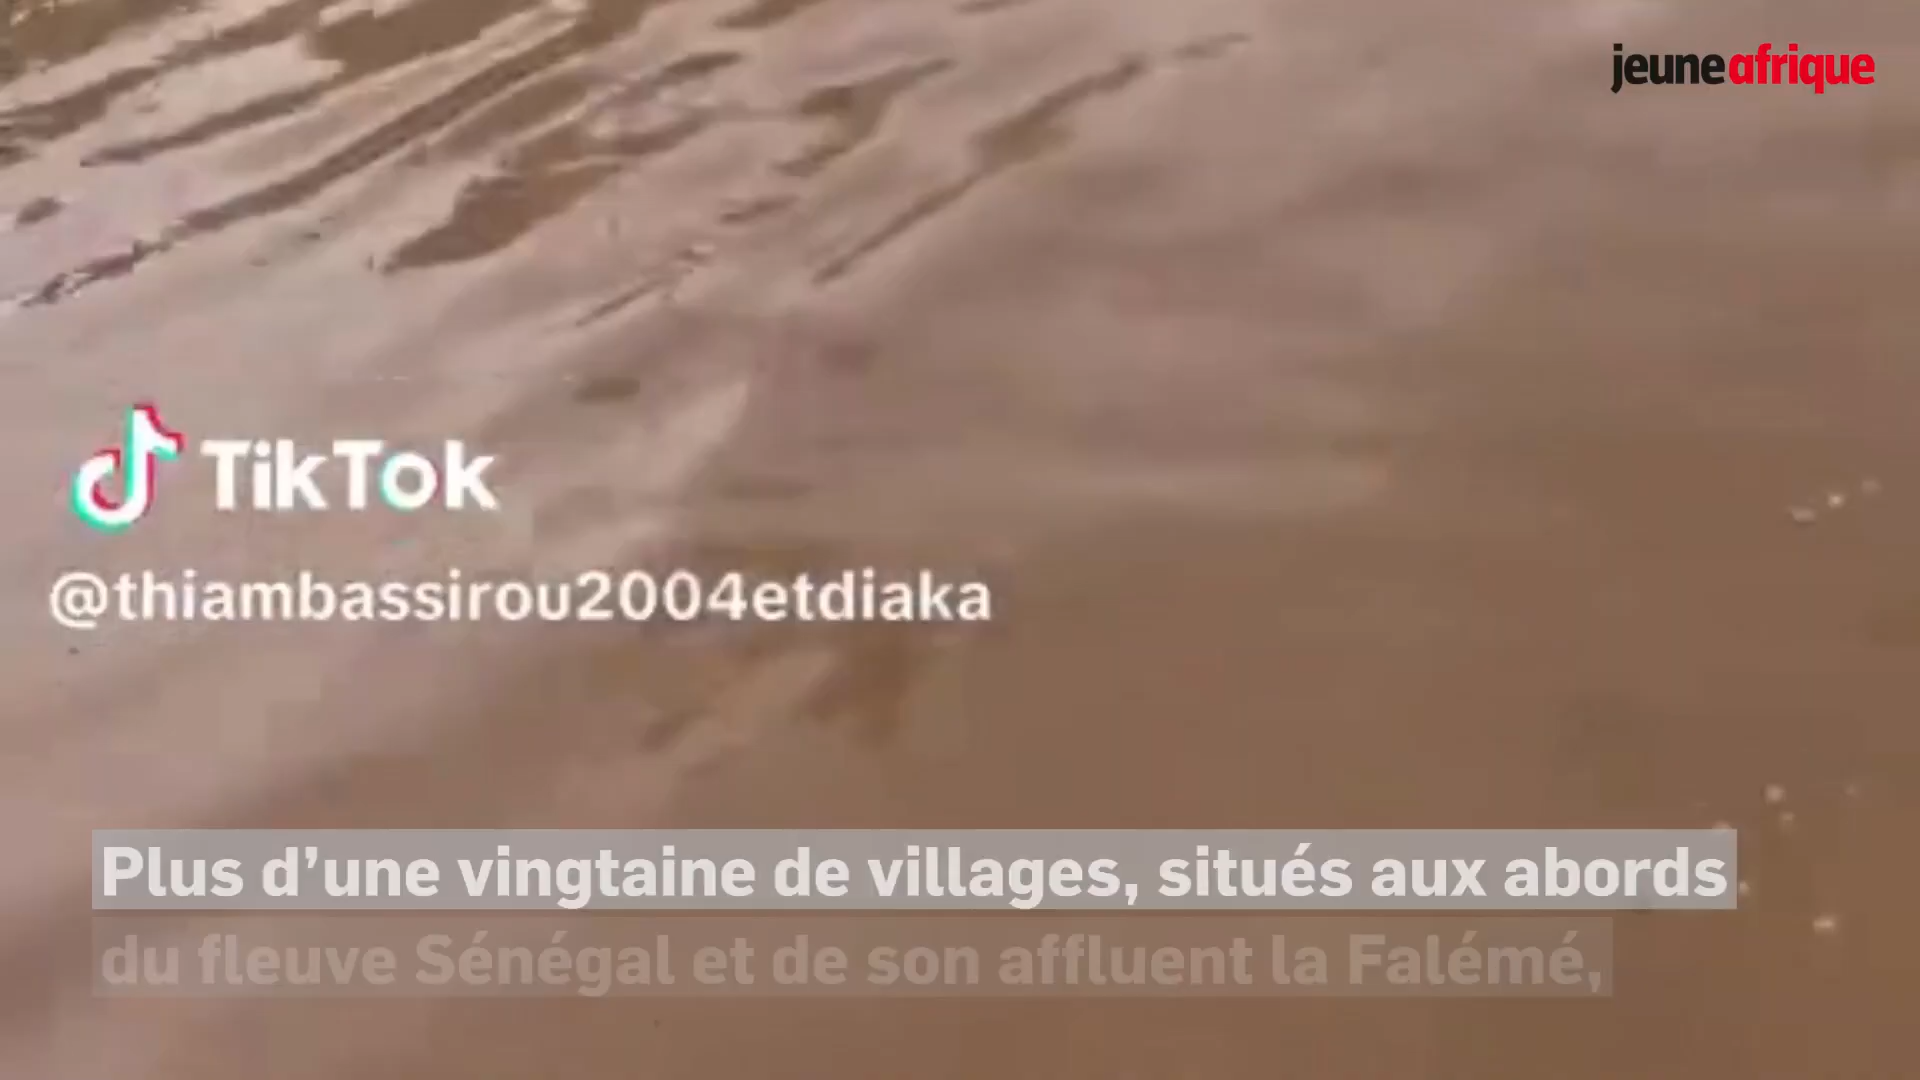 jeuneafrique
TikTok
@thiambassirou2004etdiaka
Plus d’une vingtaine de villages, situés aux abords
du fleuve Sénégal et de son affluent la Falémé,